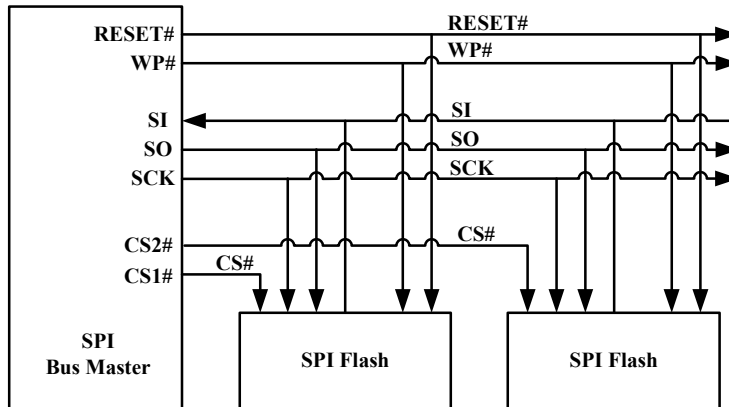 RESET#
RESET#
WP#
WP#
SI
SI
SO
SO
SCK
SCK
CS2#
CS#
CS1#
CS#
SPI
Bus Master
SPI Flash
SPI Flash